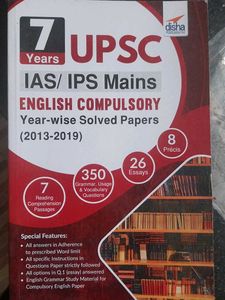 disha
7
Years
UPSC
IAS/ IPS Mains
ENGLISH COMPULSORY
Year-wise Solved Papers
(2013-2019)
8
Précis
26
Essays
350
Grammar, Usage
& Vocabulary
Questions
7
Reading
Comprehension
Passages
Special Features:
• All answers in Adherence
to prescribed Word limit
• All specific Instructions in
Questions Paper strictly followed
• All options in Q.1 (essay) answered
• English Grammar Study Material for
Compulsory English Paper